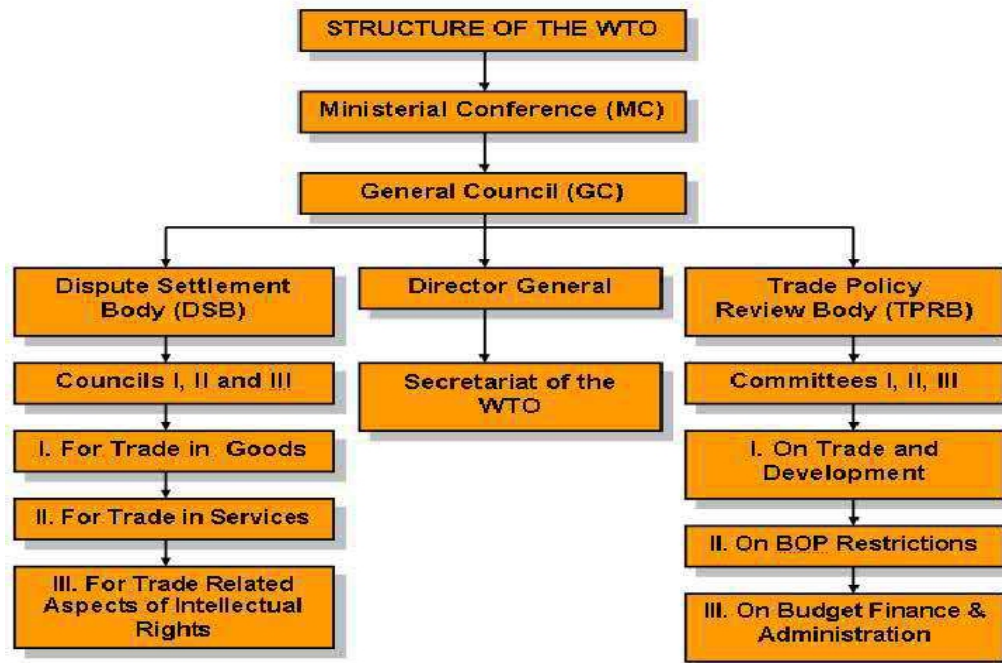 STRUCTURE OF THE WTO
Ministerial Conference (MC)
General Council (GC)
Dispute Settlement
Body (DSB)
Councils I, II and III
I. For Trade in Goods
II. For Trade in Services
III. For Trade Related
Aspects of Intellectual
Rights
Director General
Secretariat of the
WTO
Trade Policy
Review Body (TPRB)
Committees I, II, III
I. On Trade and
Development
II. On BOP Restrictions
III. On Budget Finance &
Administration